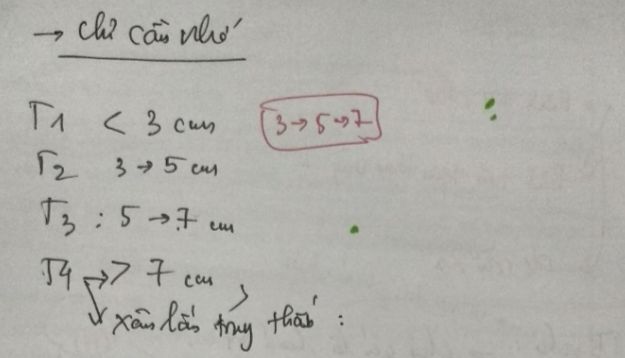 → chỉ cần nhớ
T1 < 3 cm 3→5→7
T2 3→5 cm
T3 : 5→7 cm
T4 → > 7 cm
↳ xâm lấn trung thất :